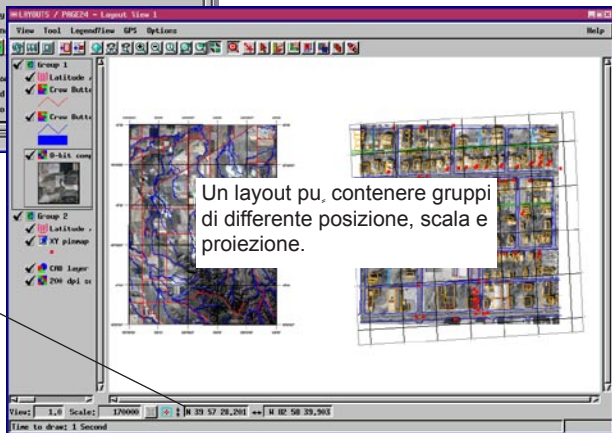 LAYOUTS / PAGE24 - Layout View 1
View Tool LegendView GPS Options Help
Group 1
Latitude
Crow Butte
Crow Butte
8-bit comp
Group 2
Latitude
XY pinmap
CAD layer
200 dpi
Un layout pu, contenere gruppi
di differente posizione, scala e
proiezione.
View: 1.0 Scale: 170000 N 39 57 28,201 W 82 58 39,903
Time to draw: 1 Second